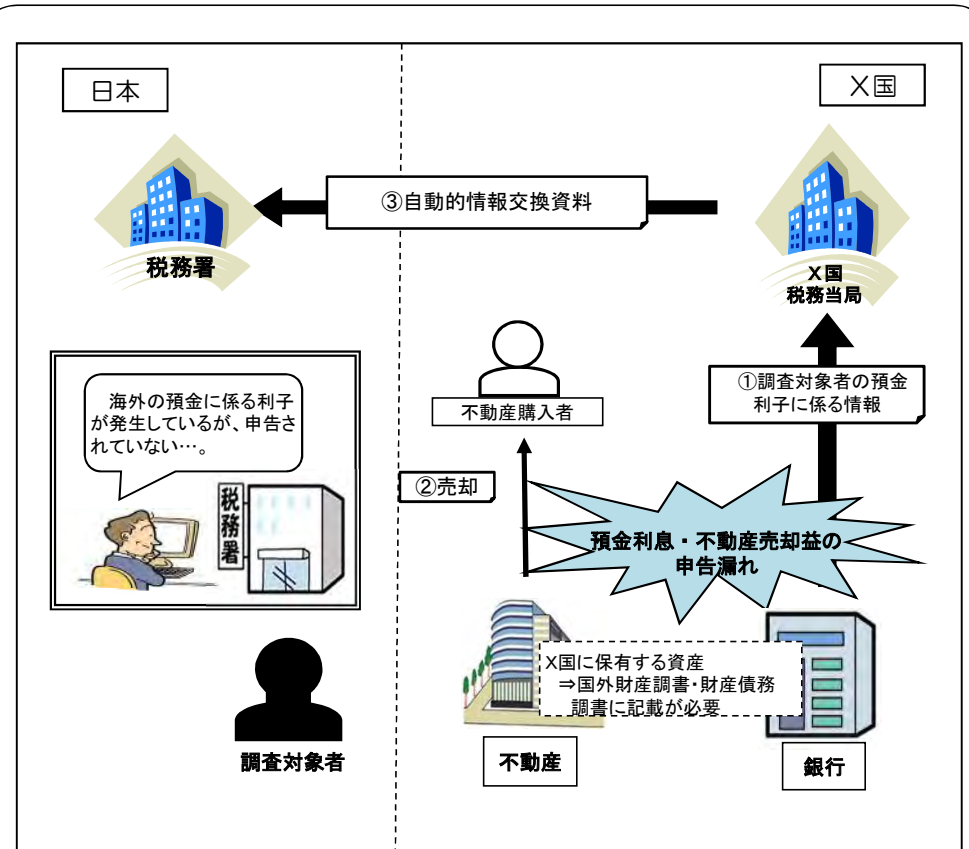 日本
X国
③自動的情報交換資料
税務署
X国
税務当局
①調査対象者の預金
利子に係る情報
不動産購入者
海外の預金に係る利子
が発生しているが、申告さ
れていない…。
税務署
②売却
預金利息・不動産売却益の
申告漏れ
X国に保有する資産
⇒国外財産調書・財産債務
調書に記載が必要
調査対象者
不動産
銀行